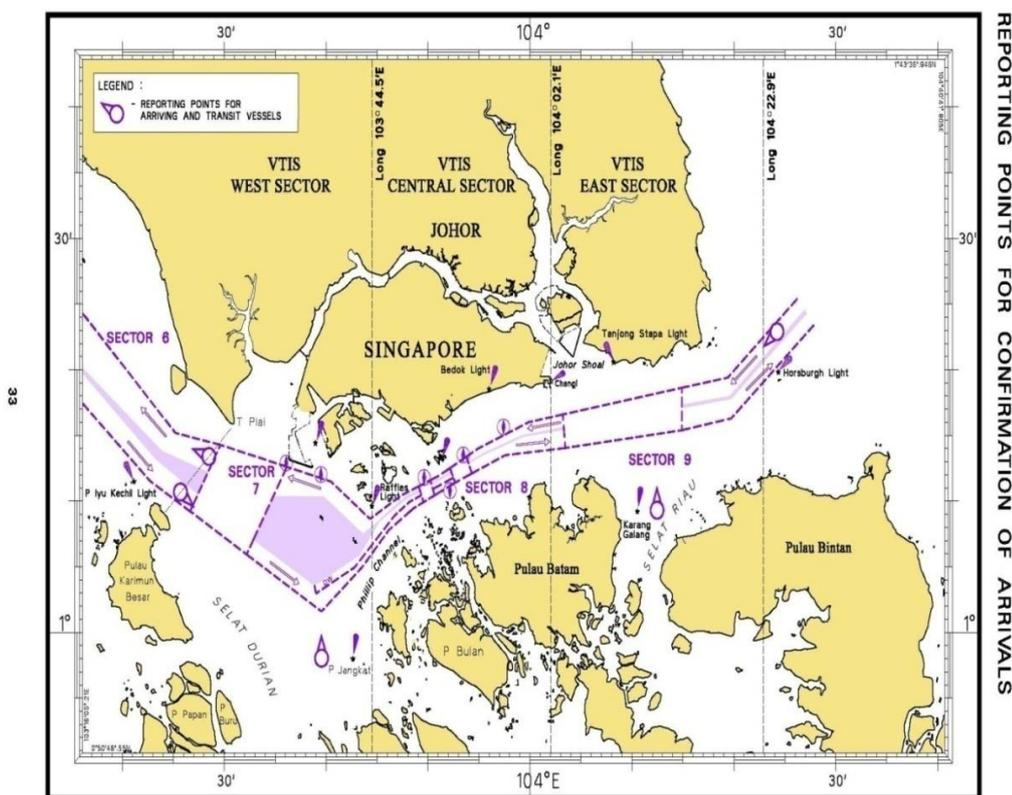 REPORTING POINTS FOR CONFIRMATION OF ARRIVALS
30'
104°
30'
LEGEND :
- REPORTING POINTS FOR
ARRIVING AND TRANSIT VESSELS
Long 103° 44.5'E
Long 104° 02.1'E
Long 104° 22.9'E
VTIS
WEST SECTOR
VTIS
CENTRAL SECTOR
VTIS
EAST SECTOR
JOHOR
30'
30'
SECTOR 6
SINGAPORE
Tanjong Stapa Light
Bedok Light
Johor Shoal
Changi
Horsburgh Light
T Piai
SECTOR
7
P Iyu Kechil Light
Raffles
Light
SECTOR 8
SECTOR 9
Karang
Galang
SELAT RIAU
Philip Channel
Pulau Batam
Pulau Bintan
Pulau
Karimun
Besar
SELAT DURIAN
P Jangkat
P Bulan
P Papan
P
Buru
1°
1°
30'
104°E
30'
33